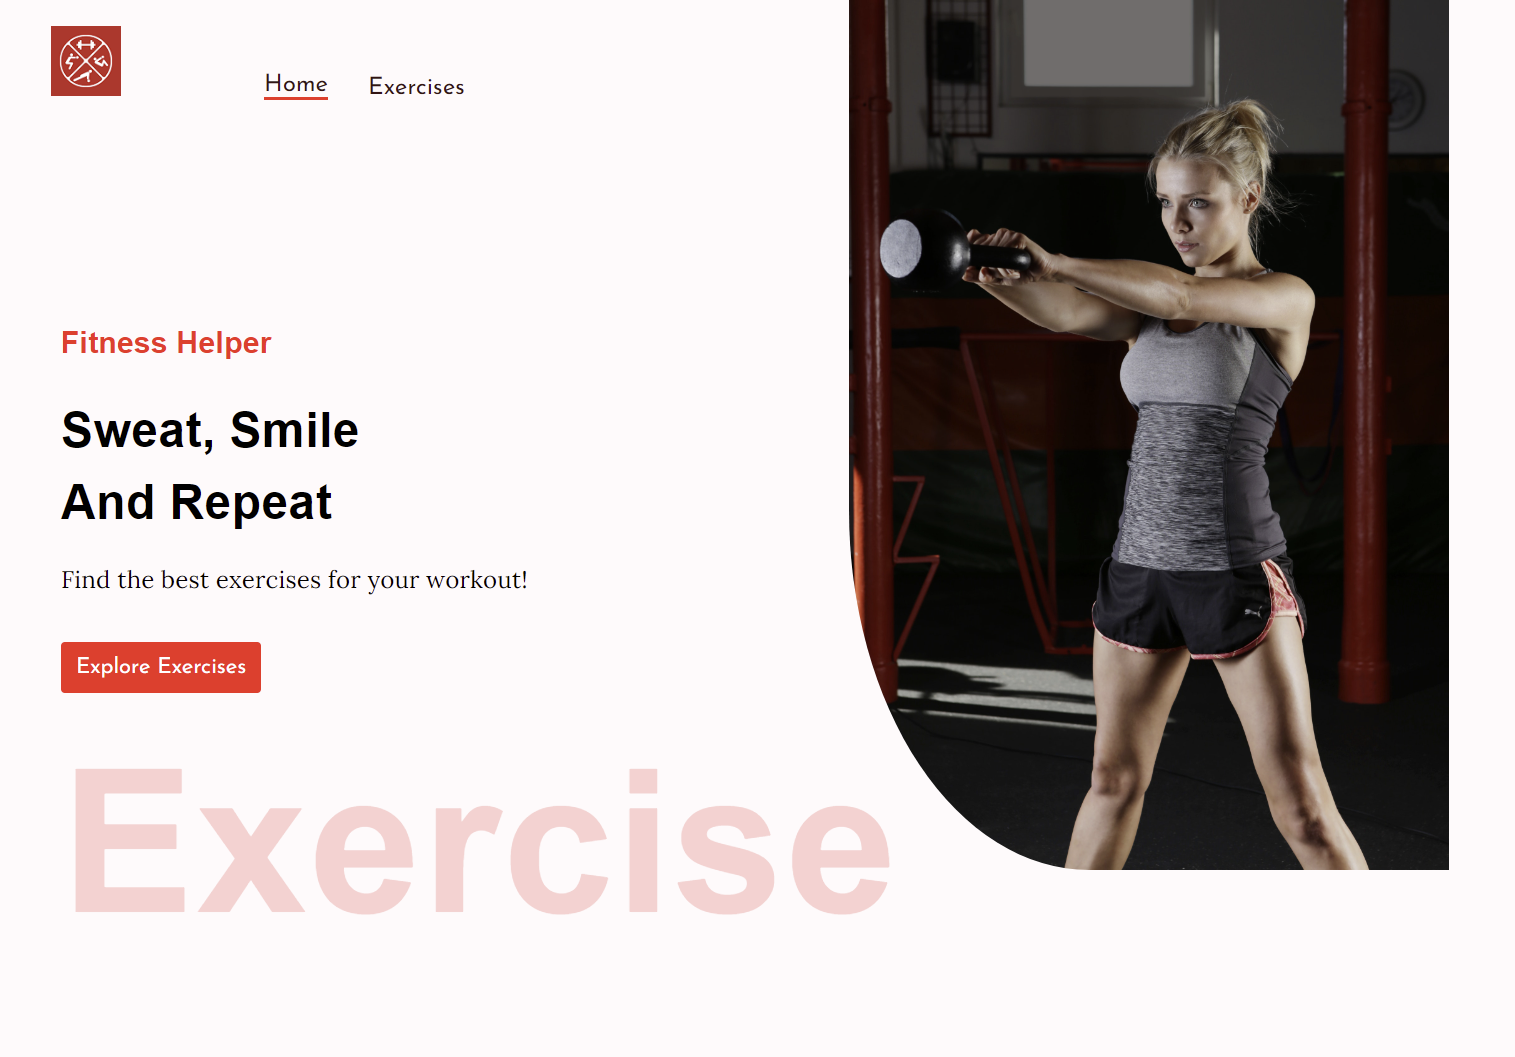 Home Exercises
Fitness Helper
Sweat, Smile
And Repeat
Find the best exercises for your workout!
Explore Exercises
Exercise